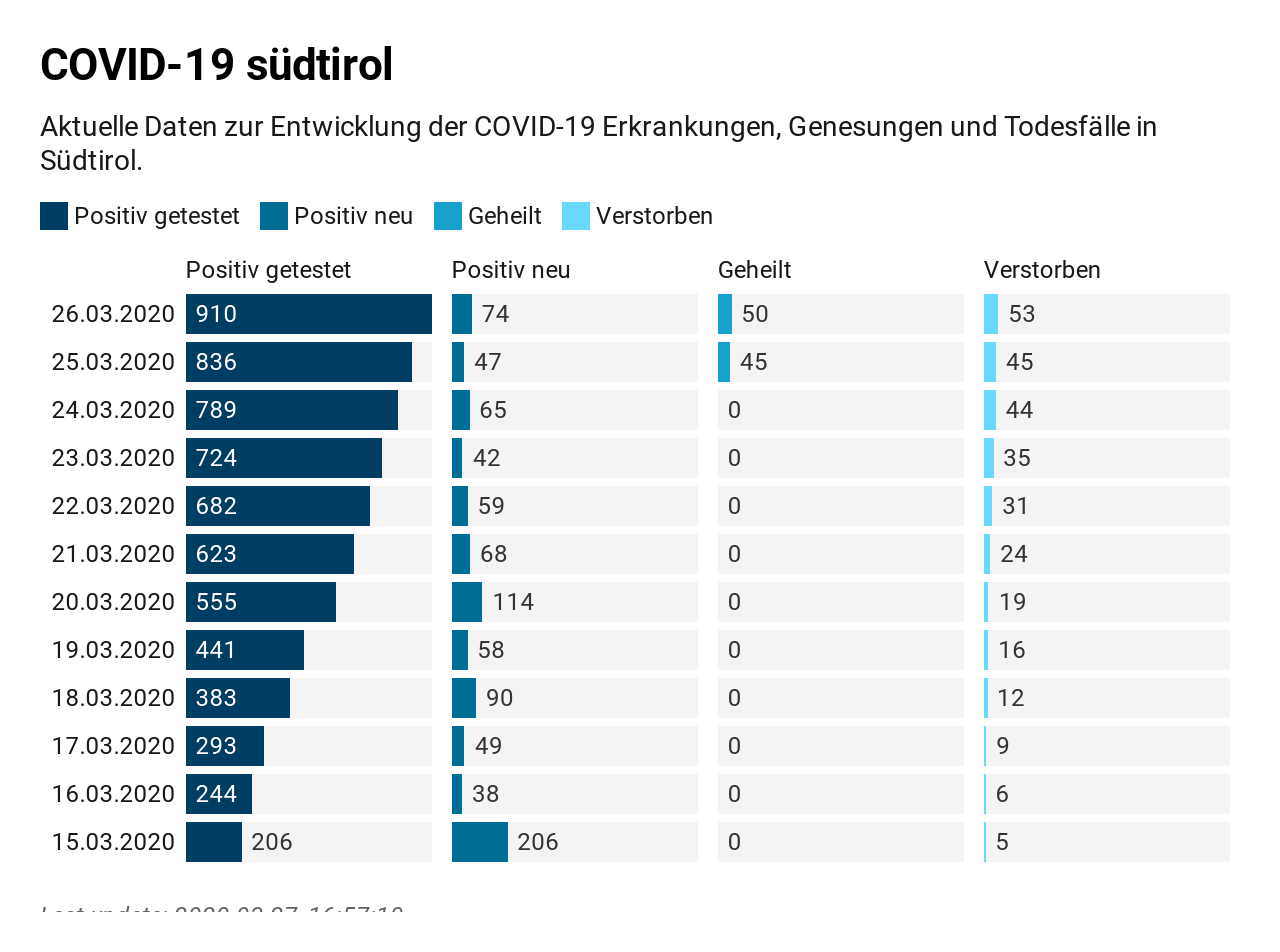 COVID-19 südtirol
Aktuelle Daten zur Entwicklung der COVID-19 Erkrankungen, Genesungen und Todesfälle in
Südtirol.
Positiv getestet Positiv neu Geheilt Verstorben
Positiv getestet Positiv neu Geheilt Verstorben
26.03.2020 910 74 50 53
25.03.2020 836 47 45 45
24.03.2020 789 65 0 44
23.03.2020 724 42 0 35
22.03.2020 682 59 0 31
21.03.2020 623 68 0 24
20.03.2020 555 114 0 19
19.03.2020 441 58 0 16
18.03.2020 383 90 0 12
17.03.2020 293 49 0 9
16.03.2020 244 38 0 6
15.03.2020 206 206 0 5
Last update: